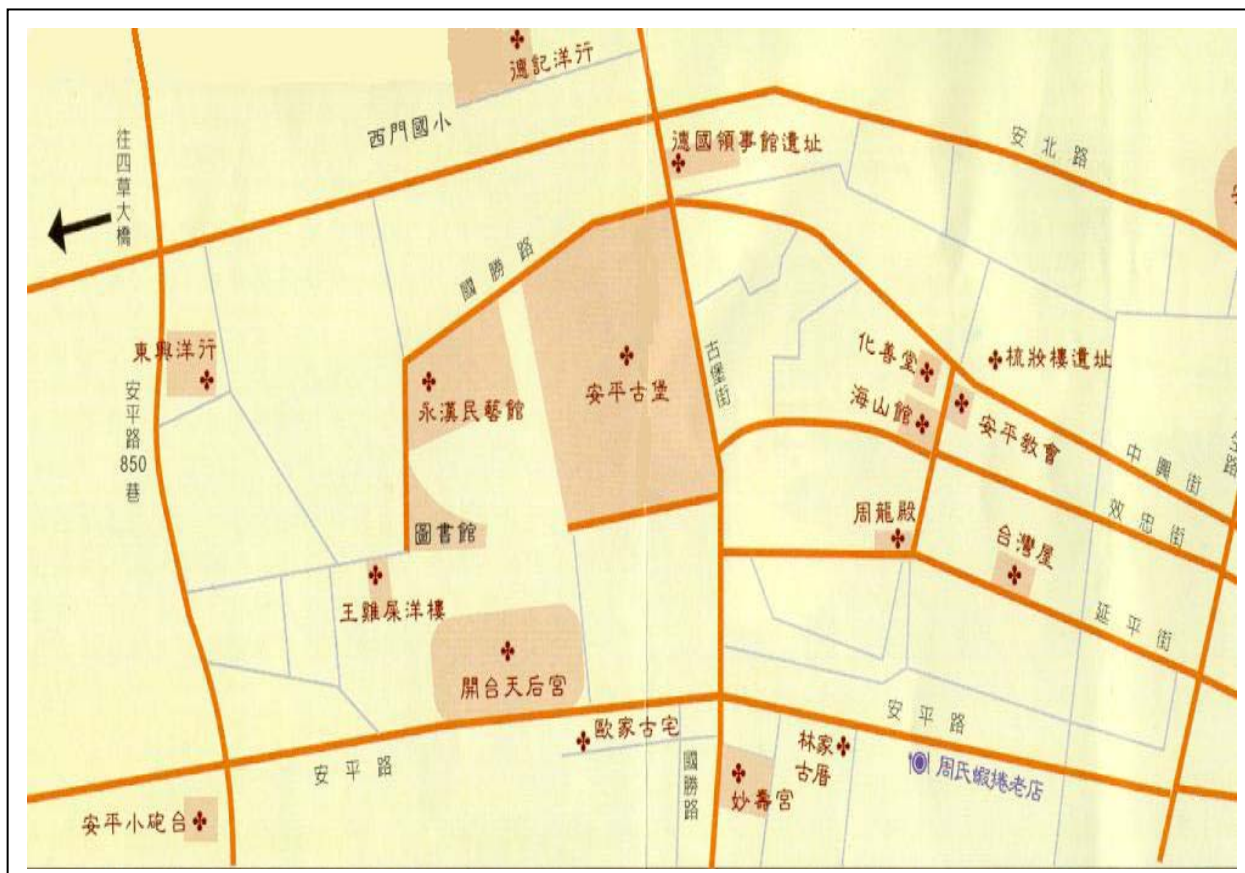 德記洋行
西門國小
往四草大橋
德國領事館遺址
安北路
安
國勝路
東興洋行
永漢民藝館
安平古堡
古堡街
化善堂
梳妝樓遺址
海山館
安平教會
安平路850巷
中興街
效忠街
路
圖書館
周龍殿
台灣屋
王雞屎洋樓
延平街
開台天后宮
安平路
歐家古宅
安平路
國勝路
林家古厝
周氏蝦捲老店
妙壽宮
安平小砲台